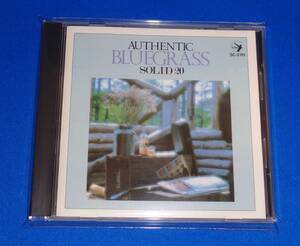 AUTHENTIC
BLUEGRASS
SOLID 20